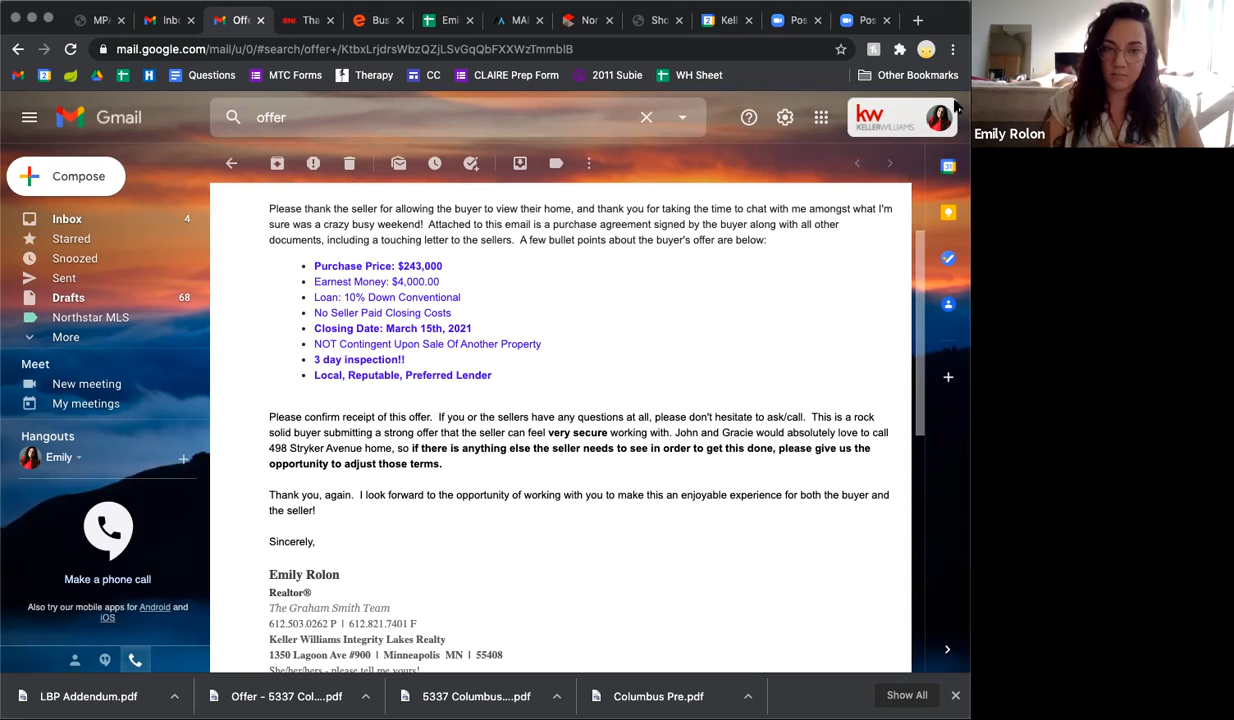 MP
Inb
Off
Tha
Bus
Emi
MA
Nor
Sho
Kell
Pos
Pos
mail.google.com/mail/u/0/#search/offer+/KtbxLrjdrsWbzQZjLSvGqQbFXXWzTmmblB
Questions
MTC Forms
Therapy
CC
CLAIRE Prep Form
2011 Subie
WH Sheet
Other Bookmarks
Emily Rolon
Gmail
offer
kw
KELLERWILLIAMS.
Compose
Inbox 4
Starred
Snoozed
Sent
Drafts 68
Northstar MLS
More
Meet
New meeting
My meetings
Hangouts
Emily
Make a phone call
Also try our mobile apps for Android and
iOS
Please thank the seller for allowing the buyer to view their home, and thank you for taking the time to chat with me amongst what I'm
sure was a crazy busy weekend! Attached to this email is a purchase agreement signed by the buyer along with all other
documents, including a touching letter to the sellers. A few bullet points about the buyer's offer are below:
• Purchase Price: $243,000
• Earnest Money: $4,000.00
• Loan: 10% Down Conventional
• No Seller Paid Closing Costs
• Closing Date: March 15th, 2021
• NOT Contingent Upon Sale Of Another Property
• 3 day inspection!!
• Local, Reputable, Preferred Lender
Please confirm receipt of this offer. If you or the sellers have any questions at all, please don't hesitate to ask/call. This is a rock
solid buyer submitting a strong offer that the seller can feel very secure working with. John and Gracie would absolutely love to call
498 Stryker Avenue home, so if there is anything else the seller needs to see in order to get this done, please give us the
opportunity to adjust those terms.
Thank you, again. I look forward to the opportunity of working with you to make this an enjoyable experience for both the buyer and
the seller!
Sincerely,
Emily Rolon
Realtor®
The Graham Smith Team
612.503.0262 P | 612.821.7401 F
Keller Williams Integrity Lakes Realty
1350 Lagoon Ave #900 | Minneapolis MN | 55408
She/her/hers - please tell me yours!
LBP Addendum.pdf
Offer - 5337 Col....pdf
5337 Columbus....pdf
Columbus Pre.pdf
Show All